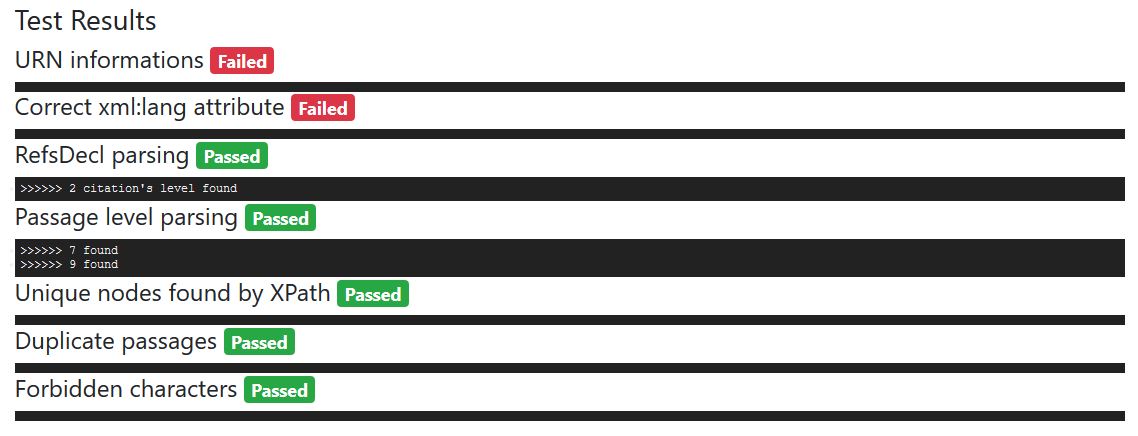 Test Results
URN informations Failed
Correct xml:lang attribute Failed
RefsDecl parsing Passed
>>>>>> 2 citation's level found
Passage level parsing Passed
>>>>>> 7 found
>>>>>> 9 found
Unique nodes found by XPath Passed
Duplicate passages Passed
Forbidden characters Passed